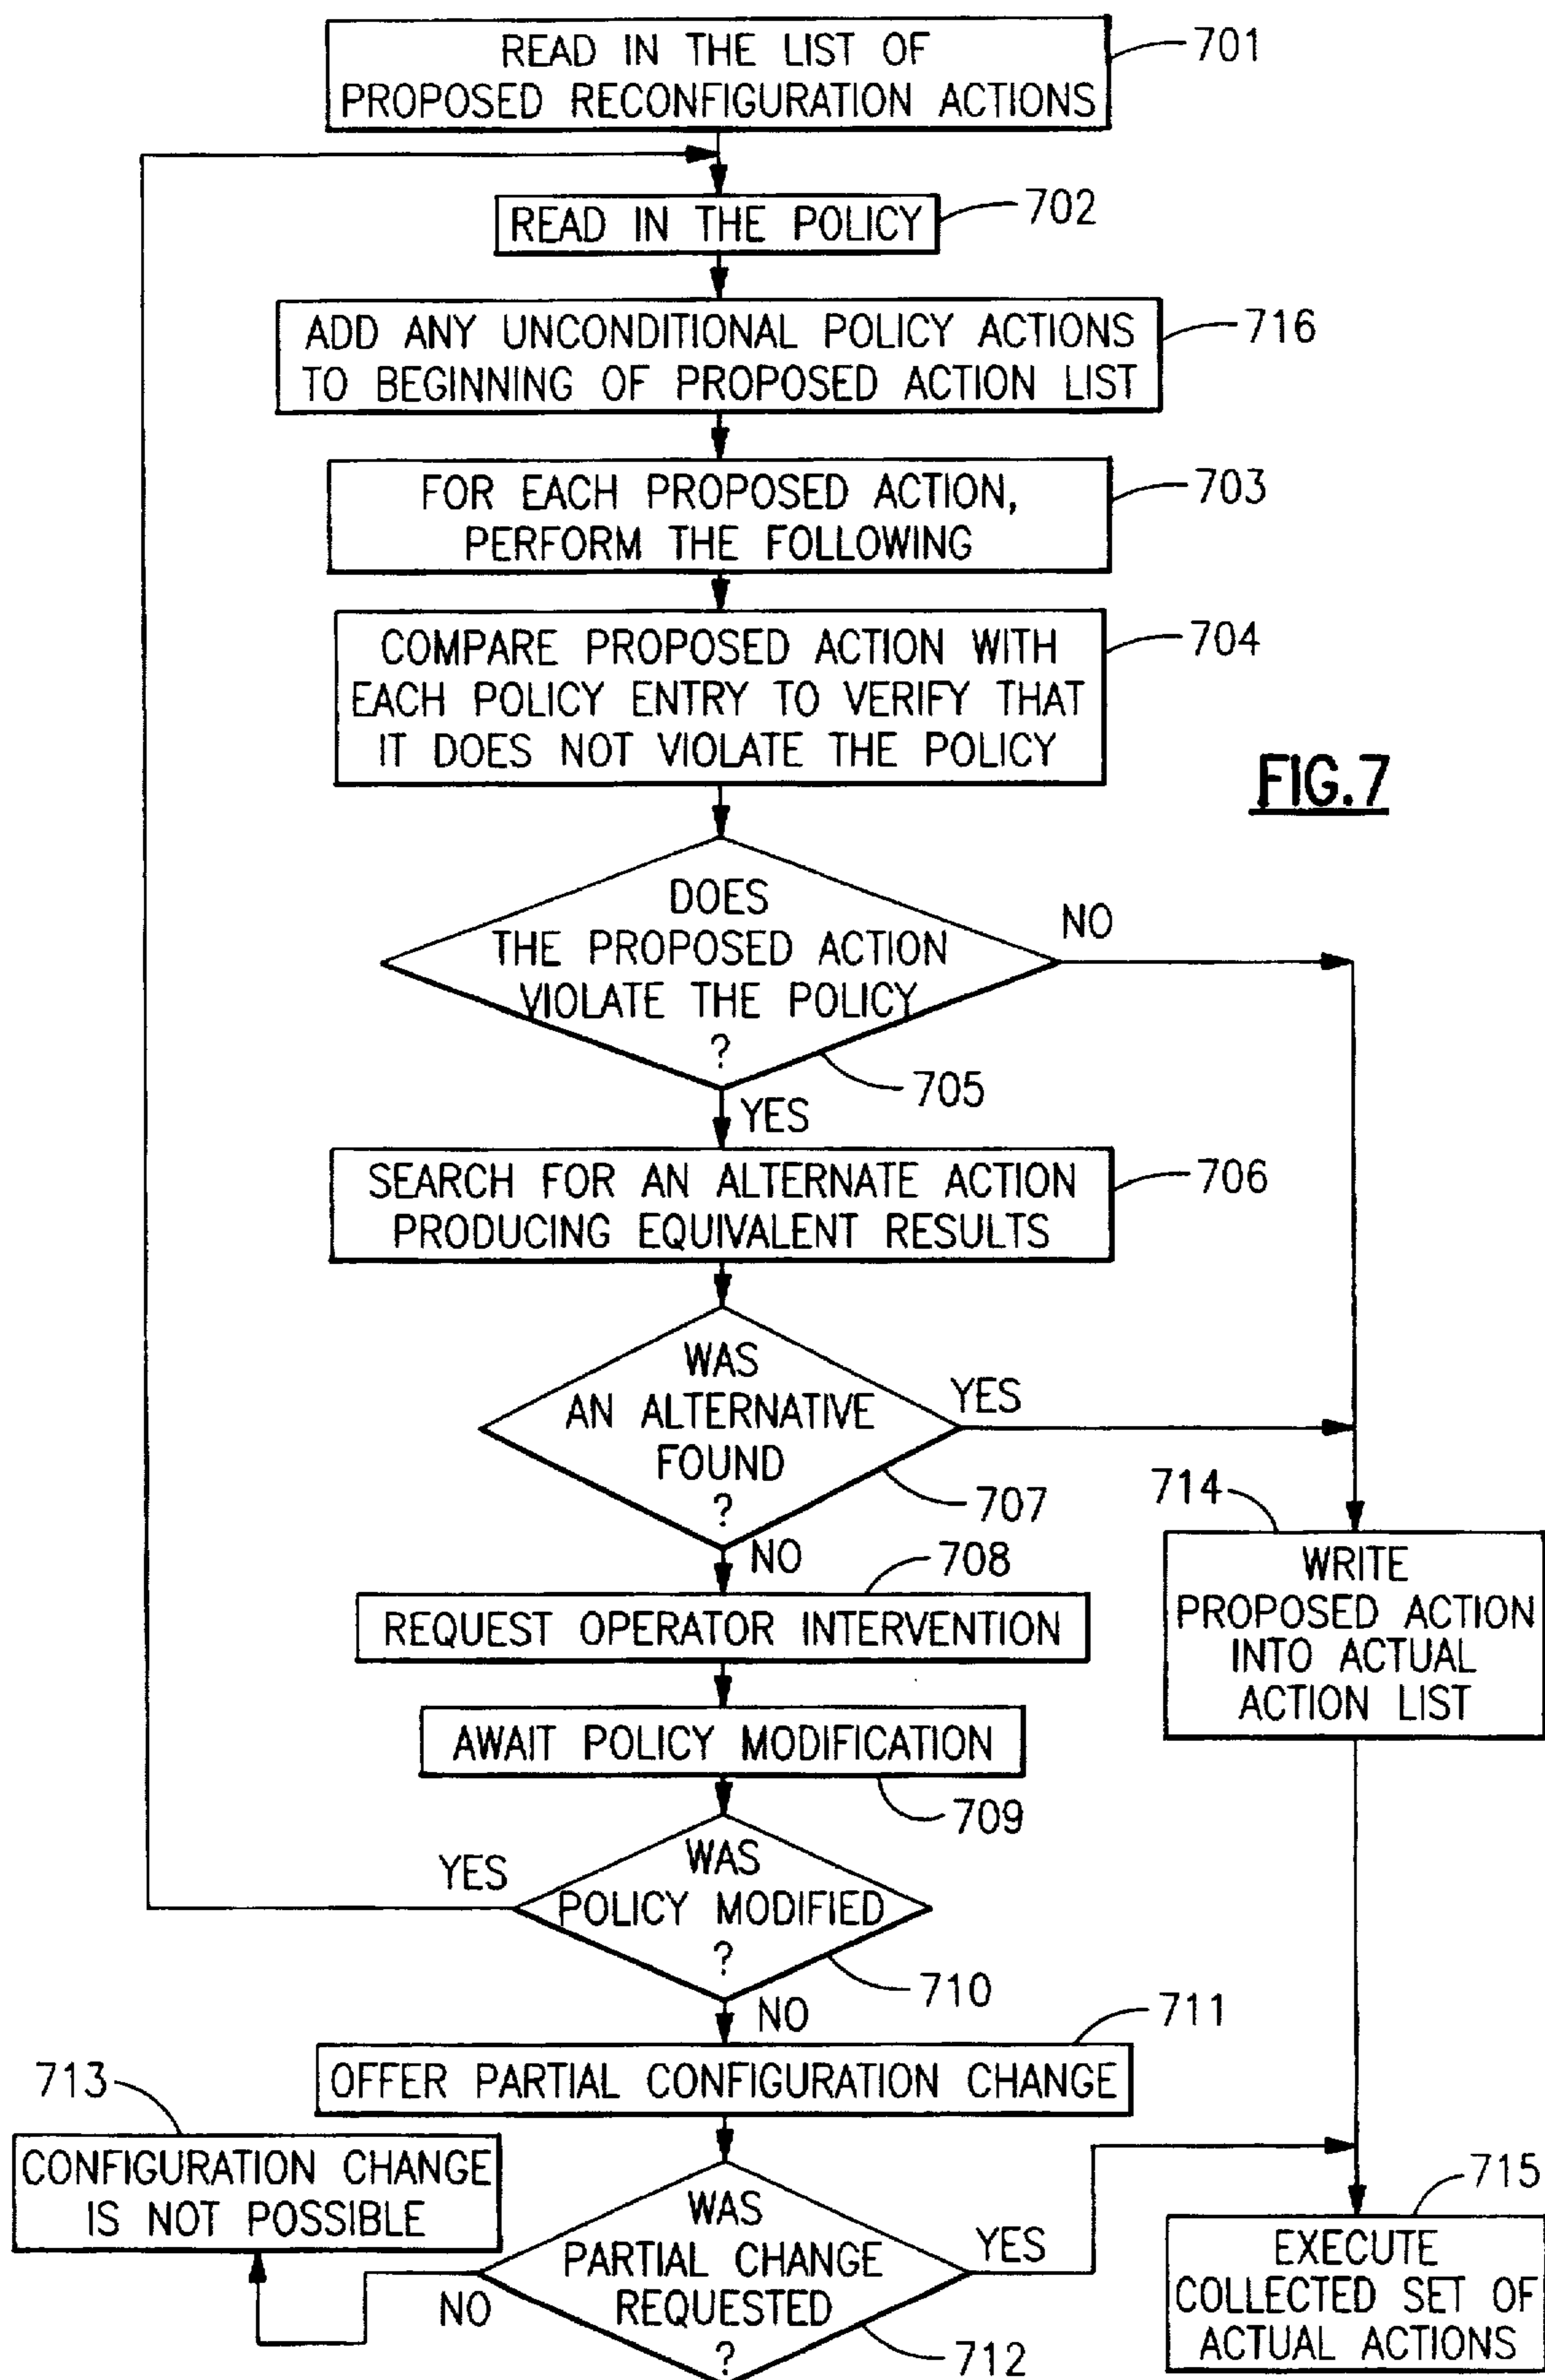 READ IN THE LIST OF
PROPOSED RECONFIGURATION ACTIONS
701
READ IN THE POLICY
702
ADD ANY UNCONDITIONAL POLICY ACTIONS
TO BEGINNING OF PROPOSED ACTION LIST
716
FOR EACH PROPOSED ACTION,
PERFORM THE FOLLOWING
703
COMPARE PROPOSED ACTION WITH
EACH POLICY ENTRY TO VERIFY THAT
IT DOES NOT VIOLATE THE POLICY
704
FIG.7
DOES
THE PROPOSED ACTION
VIOLATE THE POLICY
?
NO
705
YES
SEARCH FOR AN ALTERNATE ACTION
PRODUCING EQUIVALENT RESULTS
706
WAS
AN ALTERNATIVE
FOUND
?
YES
707
NO
714
WRITE
PROPOSED ACTION
INTO ACTUAL
ACTION LIST
708
REQUEST OPERATOR INTERVENTION
AWAIT POLICY MODIFICATION
709
WAS
POLICY MODIFIED
?
YES
710
NO
711
OFFER PARTIAL CONFIGURATION CHANGE
713
CONFIGURATION CHANGE
IS NOT POSSIBLE
WAS
PARTIAL CHANGE
REQUESTED
?
YES
NO
712
715
EXECUTE
COLLECTED SET OF
ACTUAL ACTIONS